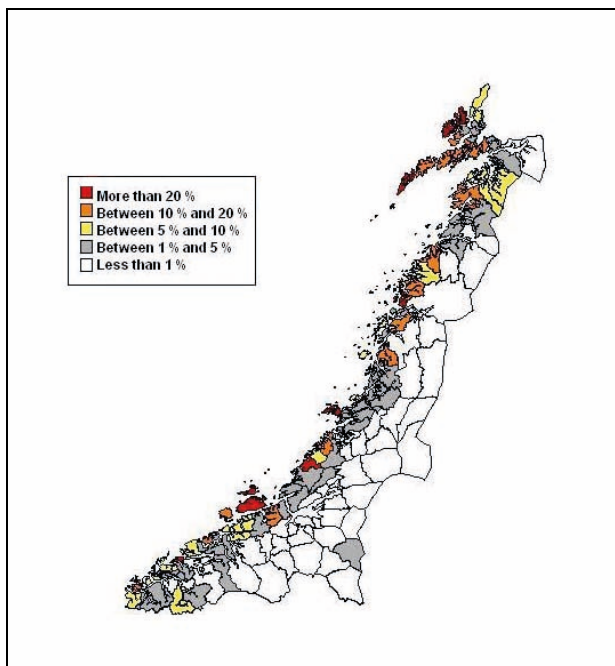 More than 20 %
Between 10 % and 20 %
Between 5 % and 10 %
Between 1 % and 5 %
Less than 1 %